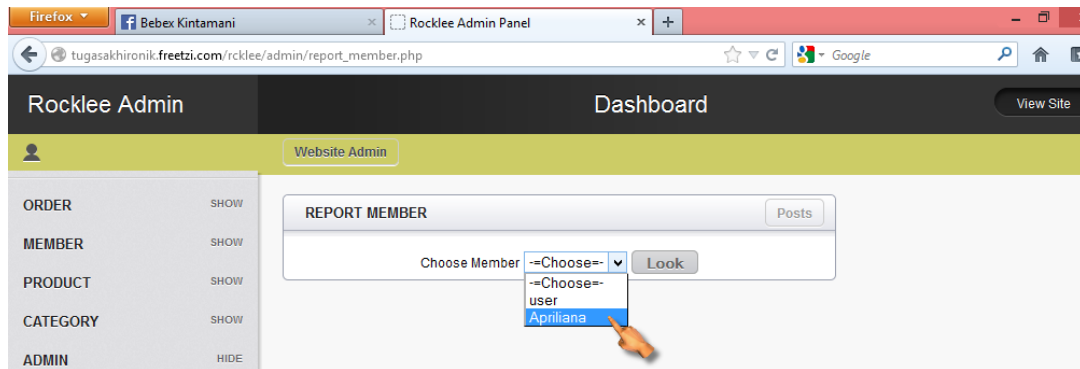 Firefox
Bebex Kintamani
Rocklee Admin Panel
tugasakhironik.freetzi.com/rcklee/admin/report_member.php
Google
Rocklee Admin
Dashboard
View Site
Website Admin
ORDER SHOW
MEMBER SHOW
PRODUCT SHOW
CATEGORY SHOW
ADMIN HIDE
REPORT MEMBER
Posts
Choose Member -=Choose=- Look
-=Choose=-
user
Apriliana